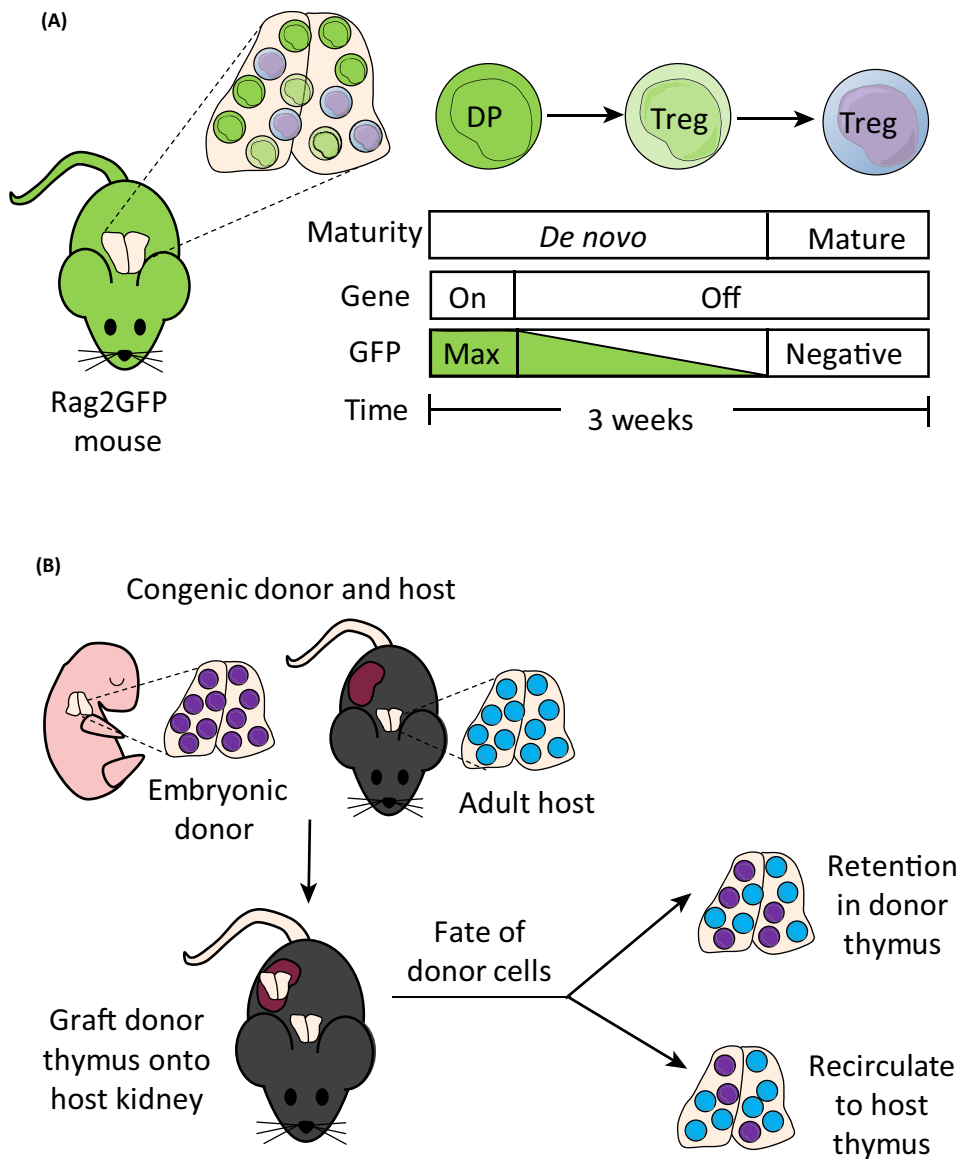 (A)
DP
Treg
Treg
Maturity
De novo
Mature
Gene
On
Off
GFP
Max
Negative
Time
3 weeks
Rag2GFP
mouse
(B)
Congenic donor and host
Embryonic
donor
Adult host
Graft donor
thymus onto
host kidney
Fate of
donor cells
Retention
in donor
thymus
Recirculate
to host
thymus